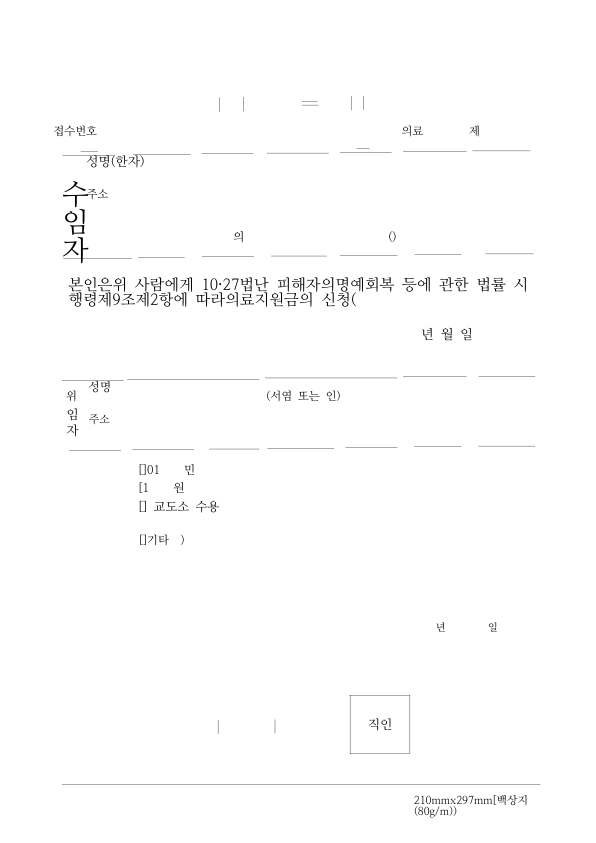 접수번호 의료 제
성명(한자)
수임자
주소
의 ()
본인은위 사람에게 10·27법난 피해자의명예회복 등에 관한 법률 시
행령제9조제2항에 따라의료지원금의 신청(
년 월 일
성명
위임자
(서염 또는 인)
주소
[]01 민
[1 원
[] 교도소 수용
[]기타 )
년 일
직인
210mmx297mm[백상지
(80g/m))